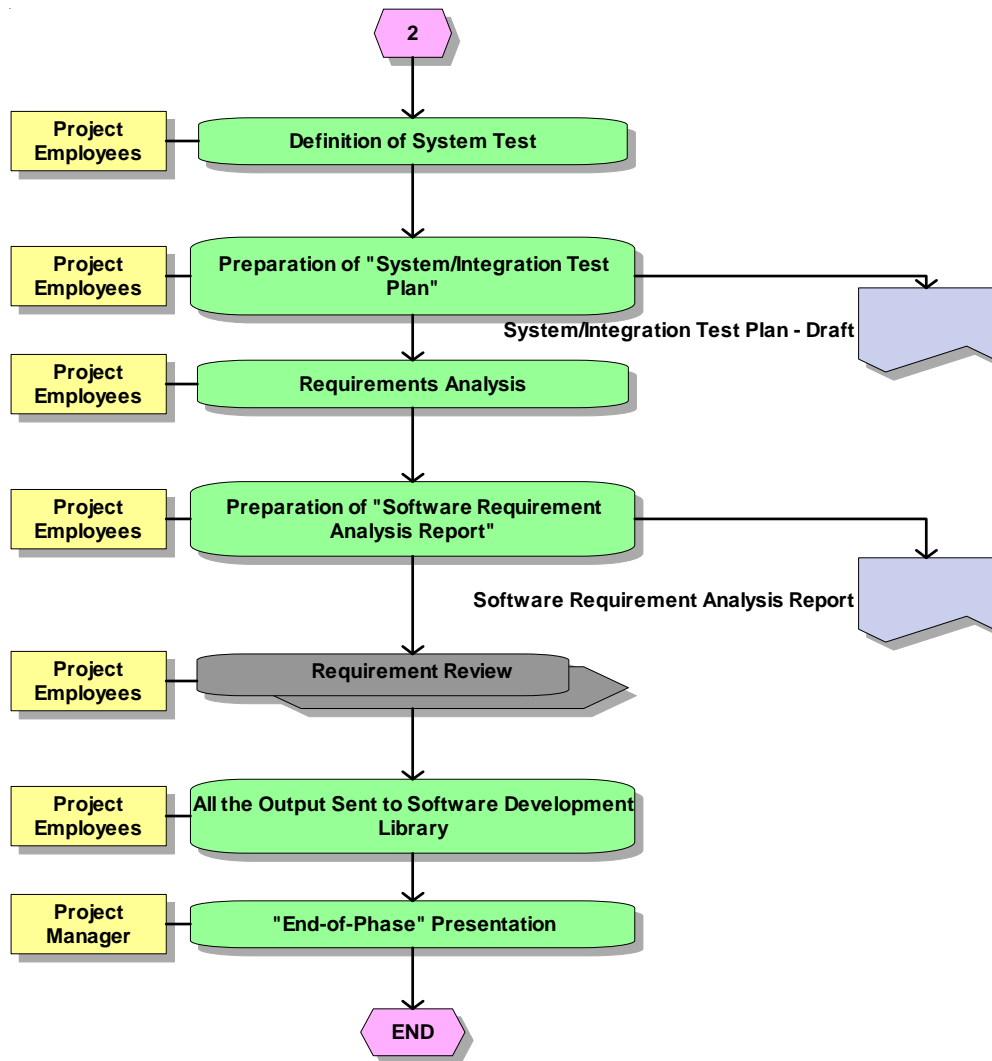 2
Project
Employees
Definition of System Test
Project
Employees
Preparation of "System/Integration Test
Plan"
System/Integration Test Plan - Draft
Project
Employees
Requirements Analysis
Project
Employees
Preparation of "Software Requirement
Analysis Report"
Software Requirement Analysis Report
Project
Employees
Requirement Review
Project
Employees
All the Output Sent to Software Development
Library
Project
Manager
"End-of-Phase" Presentation
END